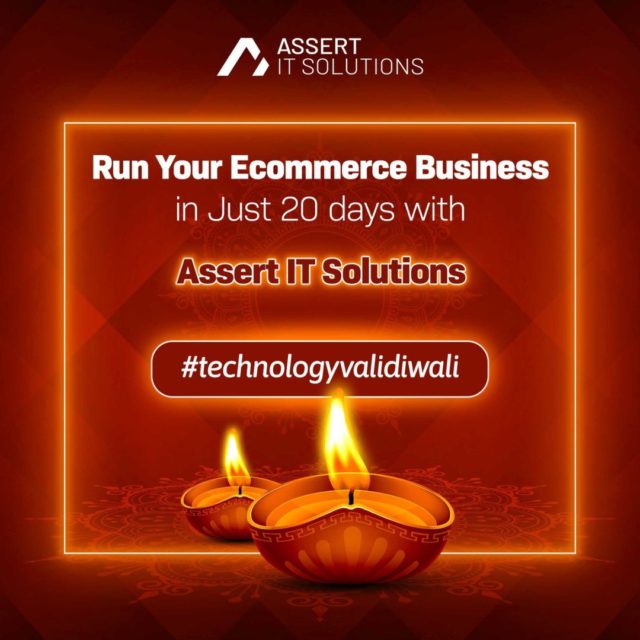 ASSERT
IT SOLUTIONS
Run Your Ecommerce Business
in Just 20 days with
Assert IT Solutions
#technologyvalidiwali